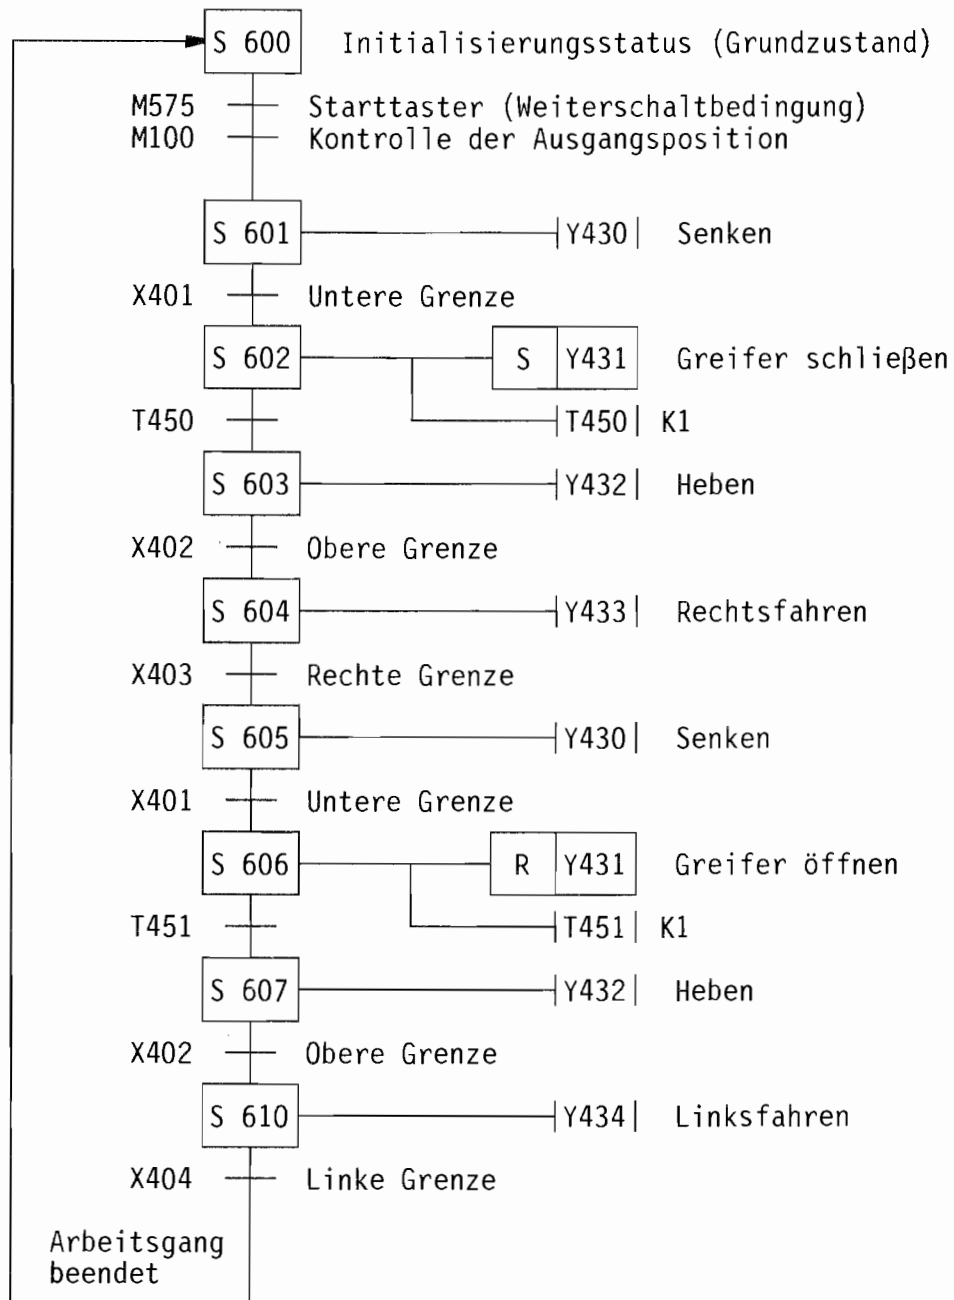 S 600 Initialisierungsstatus (Grundzustand)
M575 Starttaster (Weiterschaltbedingung)
M100 Kontrolle der Ausgangsposition
S 601 Y430 Senken
X401 Untere Grenze
S 602 S Y431 Greifer schließen
T450 T450 K1
S 603 Y432 Heben
X402 Obere Grenze
S 604 Y433 Rechtsfahren
X403 Rechte Grenze
S 605 Y430 Senken
X401 Untere Grenze
S 606 R Y431 Greifer öffnen
T451 T451 K1
S 607 Y432 Heben
X402 Obere Grenze
S 610 Y434 Linksfahren
X404 Linke Grenze
Arbeitsgang
beendet